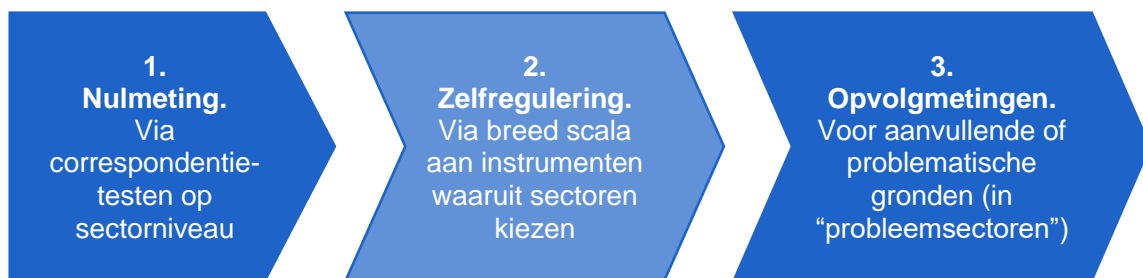 1.
Nulmeting.
Via
correspondentie-
testen op
sectorniveau
2.
Zelfregulering.
Via breed scala
aan instrumenten
waaruit sectoren
kiezen
3.
Opvolgmetingen.
Voor aanvullende of
problematische
gronden (in
“probleemsectoren”)